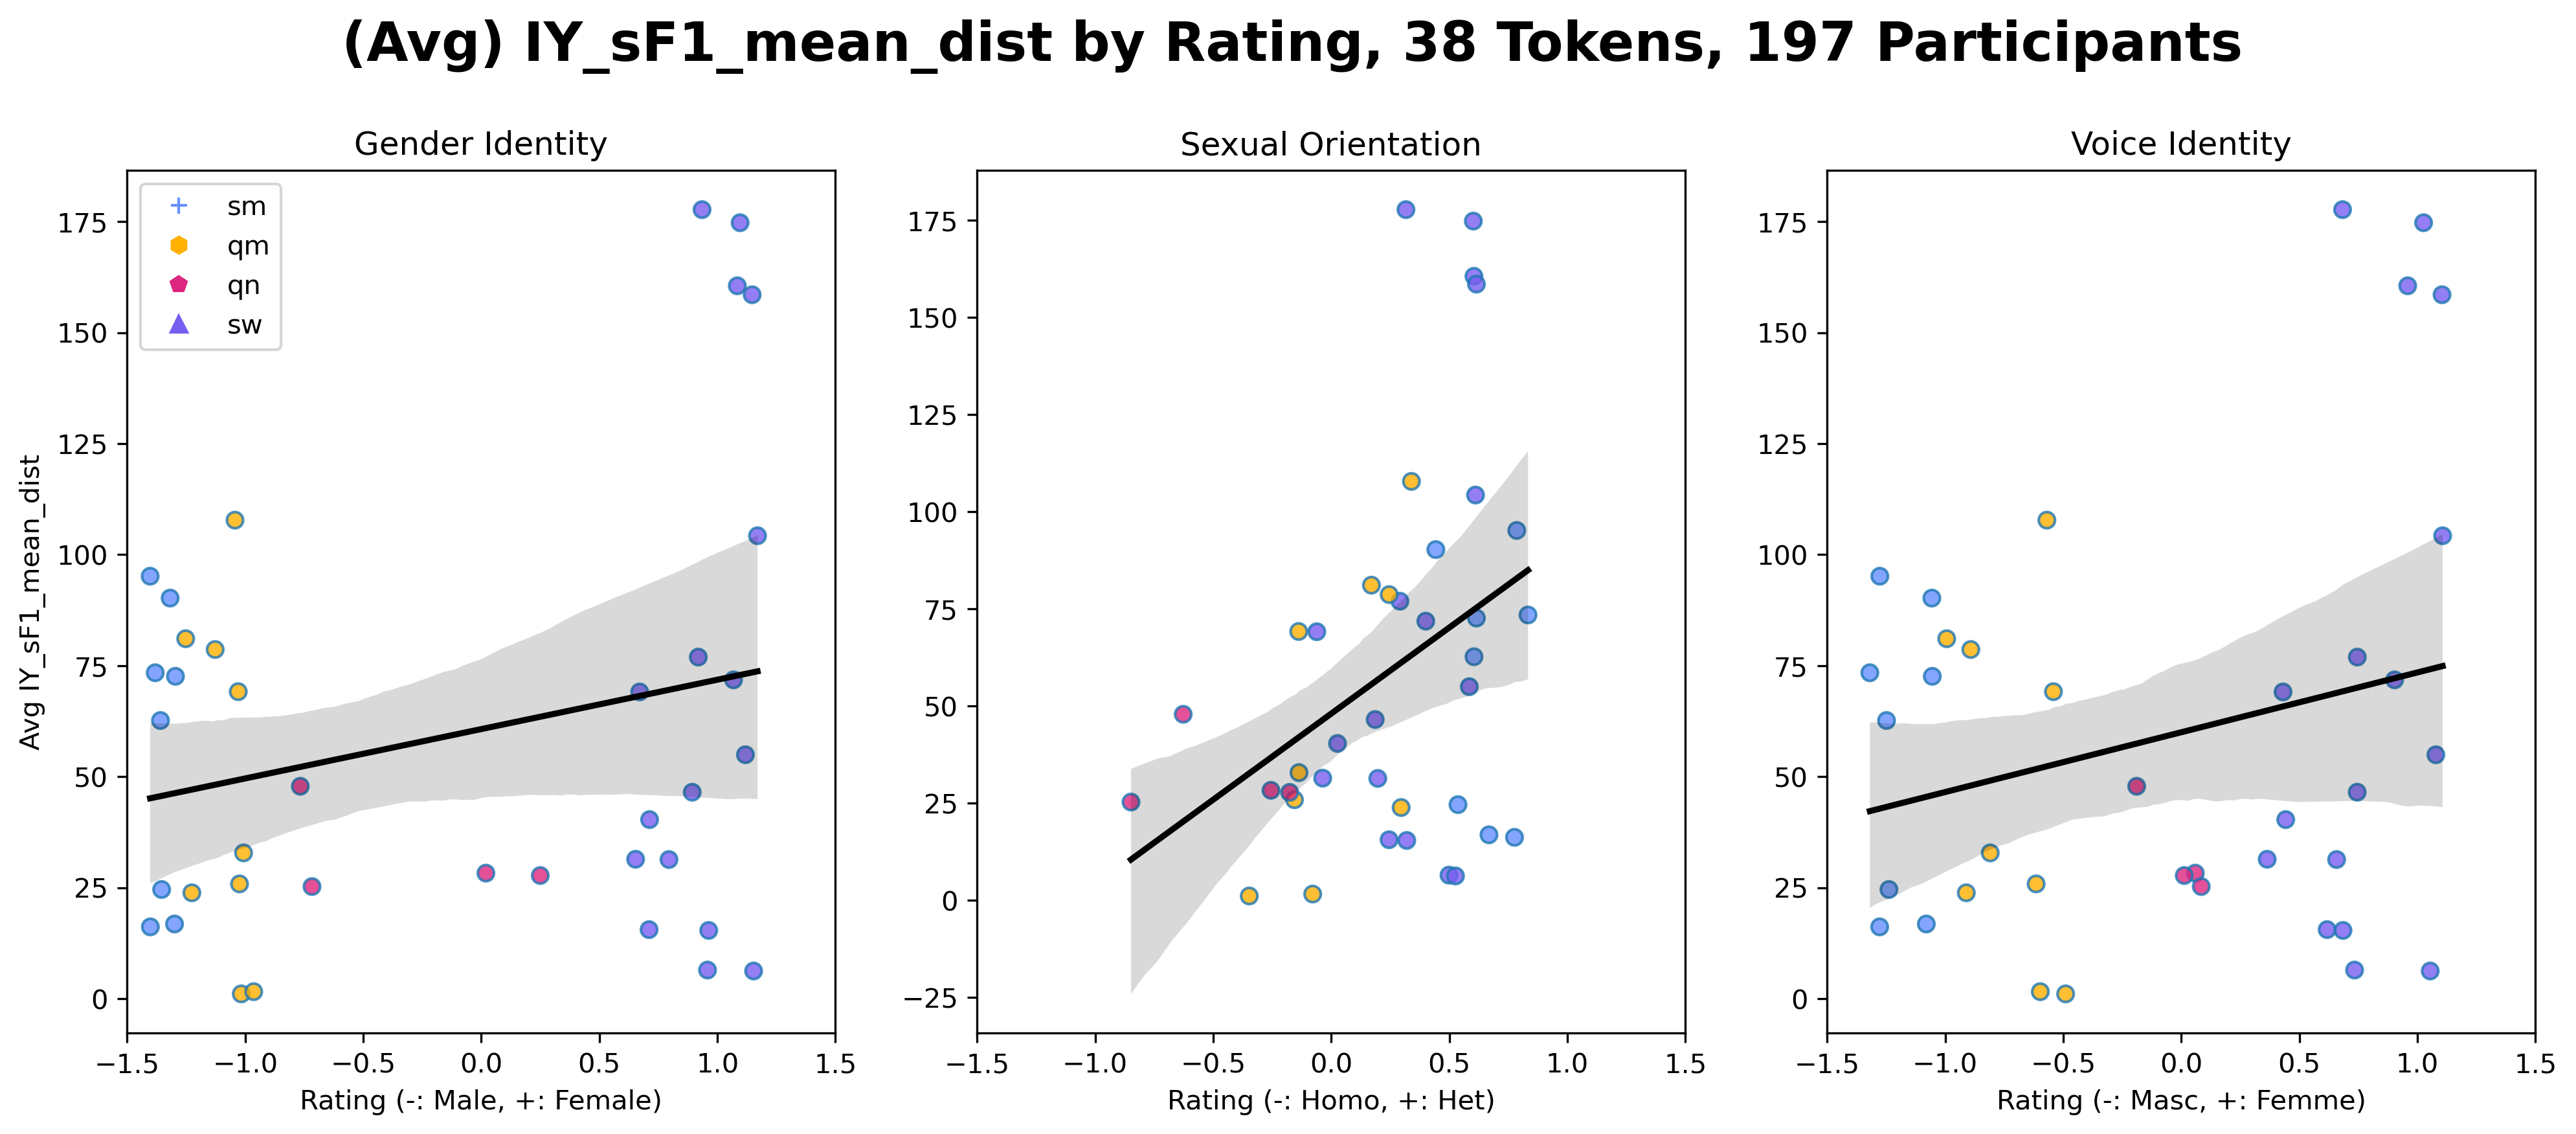 (Avg) IY_sF1_mean_dist by Rating, 38 Tokens, 197 Participants
Gender Identity
Sexual Orientation
Voice Identity
sm
qm
qn
sw
Avg IY_sF1_mean_dist
175
150
125
100
75
50
25
0
−1.5 −1.0 −0.5 0.0 0.5 1.0 1.5
Rating (-: Male, +: Female)
175
150
125
100
75
50
25
0
−25
−1.5 −1.0 −0.5 0.0 0.5 1.0 1.5
Rating (-: Homo, +: Het)
175
150
125
100
75
50
25
0
−1.5 −1.0 −0.5 0.0 0.5 1.0 1.5
Rating (-: Masc, +: Femme)